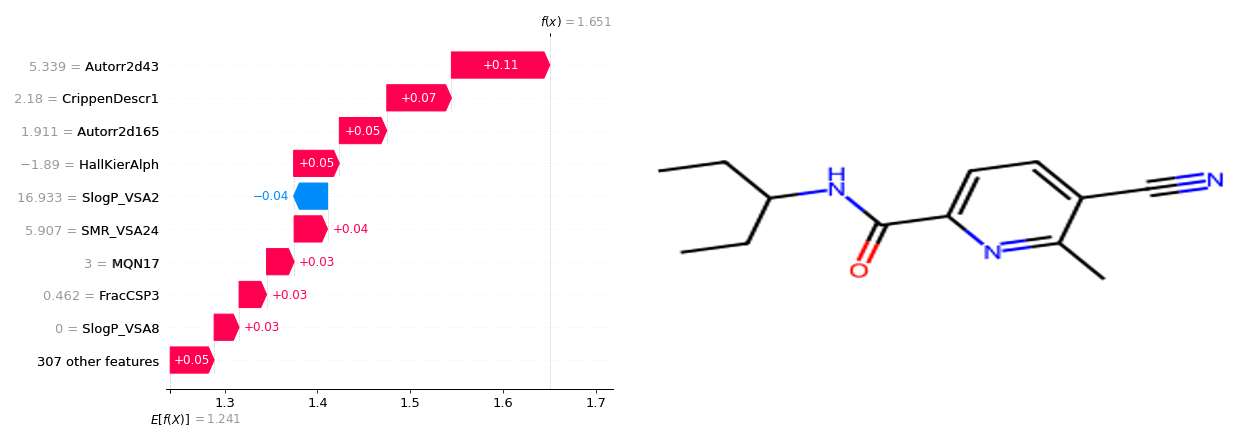 f(x) = 1.651
5.339 = Autorr2d43
+0.11
2.18 = CrippenDescr1
+0.07
1.911 = Autorr2d165
+0.05
−1.89 = HallKierAlph
+0.05
16.933 = SlogP_VSA2
−0.04
5.907 = SMR_VSA24
+0.04
3 = MQN17
+0.03
0.462 = FracCSP3
+0.03
0 = SlogP_VSA8
+0.03
307 other features
+0.05
1.3 1.4 1.5 1.6 1.7
E[f(X)] = 1.241
H
N
O
N
N